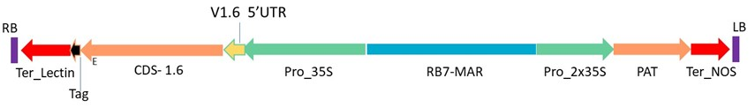 V1.6 5’UTR
RB
LB
E
Ter_Lectin
CDS- 1.6
Pro_35S
RB7-MAR
Pro_2x35S
PAT
Ter_NOS
Tag